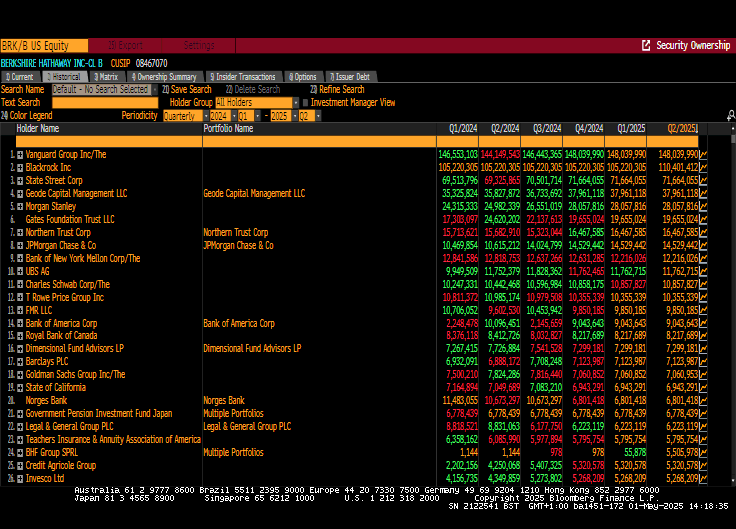 BRK/B US Equity 25) Export Settings Security Ownership
BERKSHIRE HATHAWAY INC-CL B CUSIP 08467070
1) Current 2) Historical 3) Matrix 4) Ownership Summary 5) Insider Transactions 6) Options 7) Issuer Debt
Search Name Default - No Search Selected 21) Save Search 22) Delete Search 23) Refine Search
Text Search Holder Group All Holders Investment Manager View
24) Color Legend Periodicity Quarterly 2024 Q1 - 2025 Q2
Holder Name Portfolio Name Q1/2024 Q2/2024 Q3/2024 Q4/2024 Q1/2025 Q2/2025
1. Vanguard Group Inc/The 146,553,103 144,149,543 146,443,365 148,039,990 148,039,990 148,039,990
2. Blackrock Inc 105,220,305 105,220,305 105,220,305 105,220,305 105,220,305 110,401,412
3. State Street Corp 69,513,796 69,325,865 70,501,714 71,664,055 71,664,055 71,664,055
4. Geode Capital Management LLC Geode Capital Management LLC 35,325,824 35,827,872 36,733,692 37,961,118 37,961,118 37,961,118
5. Morgan Stanley 24,315,333 24,982,339 26,551,019 28,057,816 28,057,816 28,057,816
6. Gates Foundation Trust LLC 17,303,097 24,620,202 22,137,613 19,655,024 19,655,024 19,655,024
7. Northern Trust Corp Northern Trust Corp 15,713,621 15,682,910 15,323,044 16,467,585 16,467,585 16,467,585
8. JPMorgan Chase & Co JPMorgan Chase & Co 10,469,854 10,615,212 14,024,799 14,529,442 14,529,442 14,529,442
9. Bank of New York Mellon Corp/The 12,841,586 12,818,753 12,637,266 12,631,285 12,216,026 12,216,026
10. UBS AG 9,949,509 11,752,379 11,828,362 11,762,465 11,762,715 11,762,715
11. Charles Schwab Corp/The 10,247,331 10,442,468 10,596,984 10,858,175 10,857,827 10,857,827
12. T Rowe Price Group Inc 10,811,372 10,985,174 10,979,508 10,355,339 10,355,339 10,355,339
13. FMR LLC 10,706,052 9,602,530 10,453,942 9,850,185 9,850,185 9,850,185
14. Bank of America Corp Bank of America Corp 2,248,478 10,096,451 2,145,659 9,043,643 9,043,643 9,043,643
15. Royal Bank of Canada 8,376,118 8,412,726 8,082,827 8,217,689 8,217,689 8,217,689
16. Dimensional Fund Advisors LP Dimensional Fund Advisors LP 7,267,415 7,726,884 7,541,528 7,299,181 7,299,181 7,299,181
17. Barclays PLC 6,932,091 6,888,172 7,708,248 7,123,987 7,123,987 7,123,987
18. Goldman Sachs Group Inc/The 7,500,210 7,824,286 7,816,440 7,060,852 7,060,852 7,060,953
19. State of California 7,164,894 7,049,689 7,083,210 6,943,291 6,943,291 6,943,291
20. Norges Bank Norges Bank 11,483,055 10,673,297 10,673,297 6,801,418 6,801,418 6,801,418
21. Government Pension Investment Fund Japan Multiple Portfolios 6,778,439 6,778,439 6,778,439 6,778,439 6,778,439 6,778,439
22. Legal & General Group PLC Legal & General Group PLC 8,818,521 8,831,063 6,177,750 6,223,119 6,223,119 6,223,119
23. Teachers Insurance & Annuity Association of America 6,358,162 6,085,990 5,977,894 5,795,754 5,795,754 5,795,754
24. BHF Group SPRL Multiple Portfolios 1,144 1,144 978 978 55,878 5,505,978
25. Credit Agricole Group 2,202,156 4,250,068 5,407,325 5,320,578 5,320,578 5,320,578
26. Invesco Ltd 4,156,735 4,349,859 5,273,802 5,268,209 5,268,209 5,268,209
Australia 61 2 9777 8600 Brazil 5511 2395 9000 Europe 44 20 7330 7500 Germany 49 69 9204 1210 Hong Kong 852 2977 6000
Japan 81 3 4565 8900 Singapore 65 6212 1000 U.S. 1 212 318 2000 Copyright 2025 Bloomberg Finance L.P.
SN 2122541 BST GMT+1:00 ba1451-172 01-May-2025 14:18:35